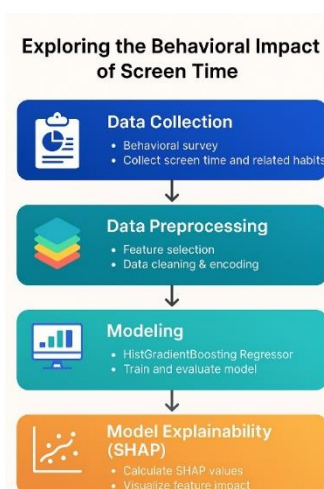 Exploring the Behavioral Impact
of Screen Time
Data Collection
• Behavioral survey
• Collect screen time and related habits
Data Preprocessing
• Feature selection
• Data cleaning & encoding
Modeling
• HistGradientBoosting Regressor
• Train and evaluate model
Model Explainability
(SHAP)
• Calculate SHAP values
• Visualize feature impact